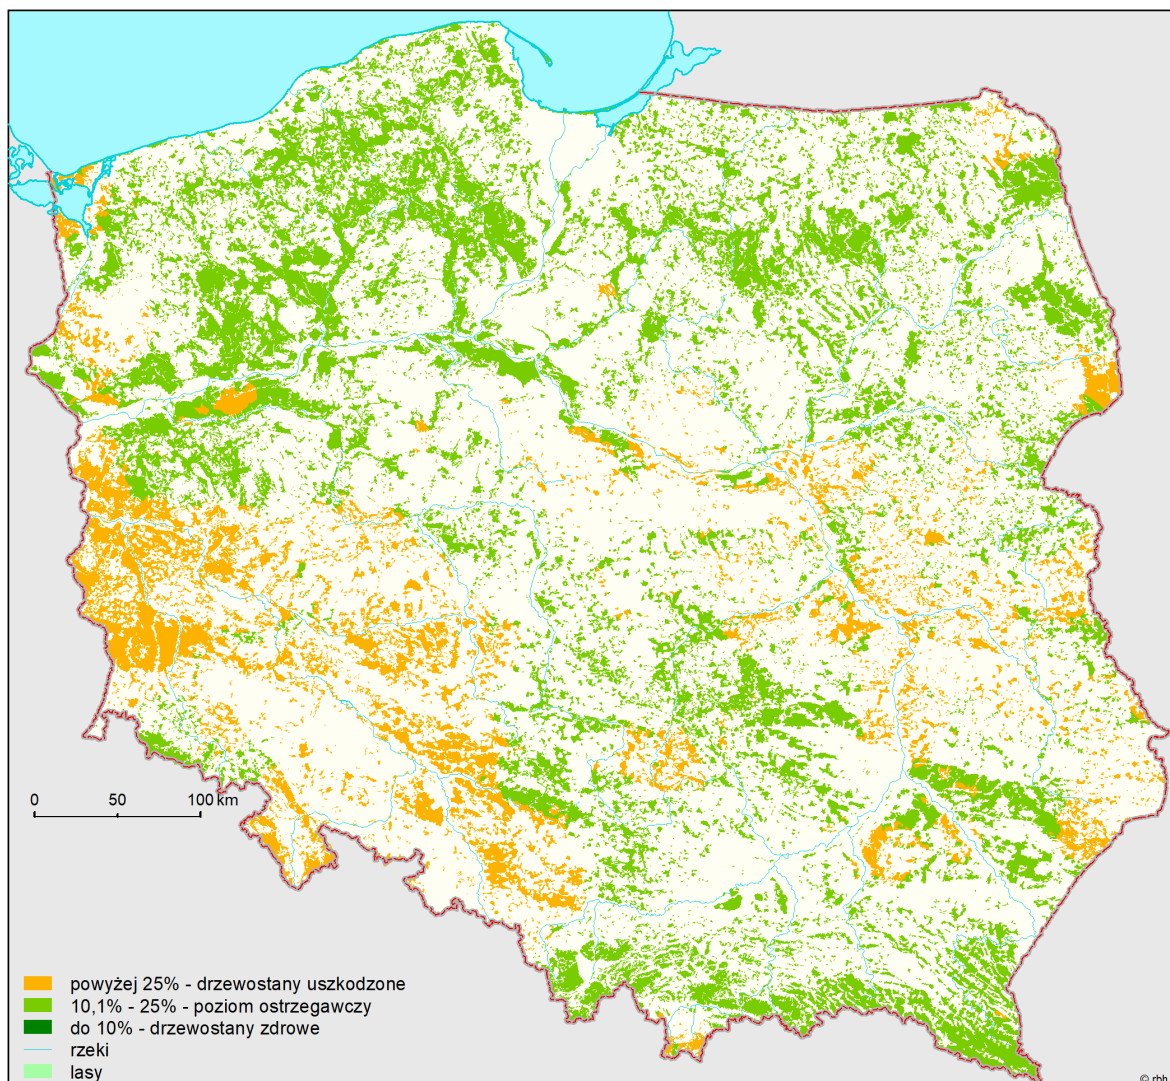 0 50 100 km
powyżej 25% - drzewostany uszkodzone
10,1% - 25% - poziom ostrzegawczy
do 10% - drzewostany zdrowe
rzeki
lasy
© rbh